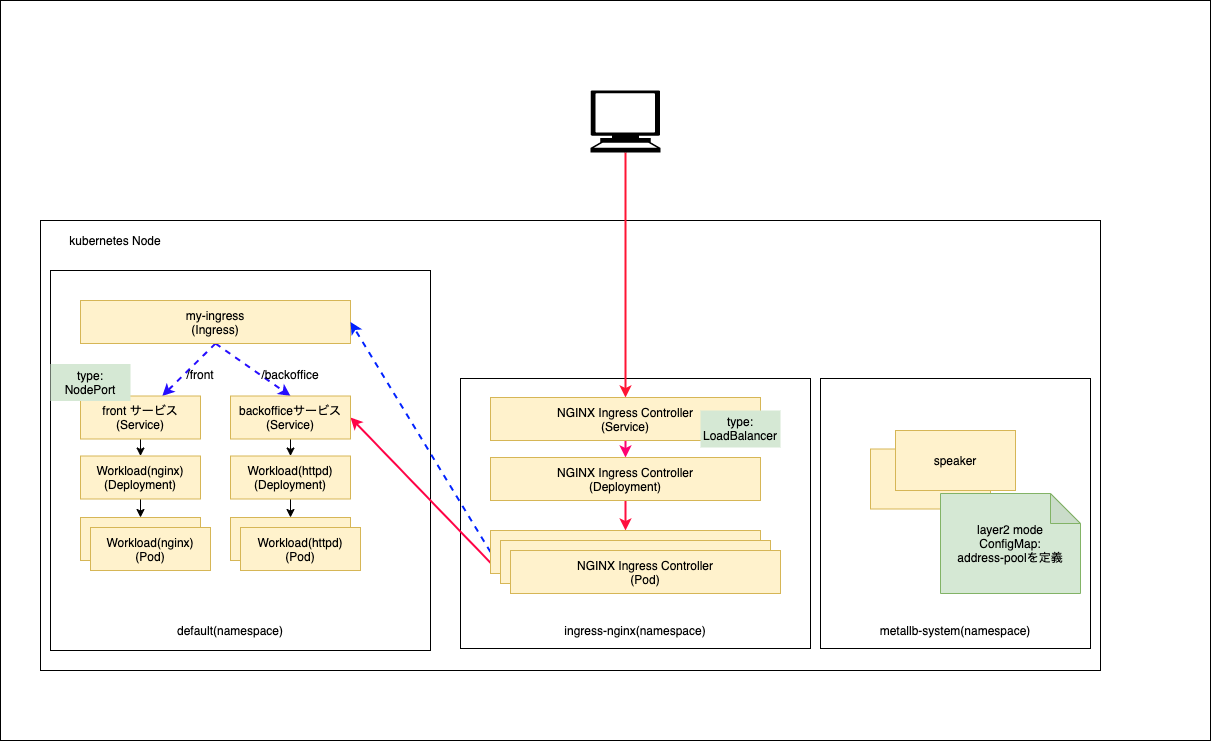 kubernetes Node
my-ingress
(Ingress)
/front
/backoffice
type:
NodePort
front サービス
(Service)
backofficeサービス
(Service)
Workload(nginx)
(Deployment)
Workload(httpd)
(Deployment)
Workload(nginx)
(Pod)
Workload(httpd)
(Pod)
default(namespace)
NGINX Ingress Controller
(Service)
type:
LoadBalancer
NGINX Ingress Controller
(Deployment)
NGINX Ingress Controller
(Pod)
ingress-nginx(namespace)
speaker
layer2 mode
ConfigMap:
address-poolを定義
metallb-system(namespace)